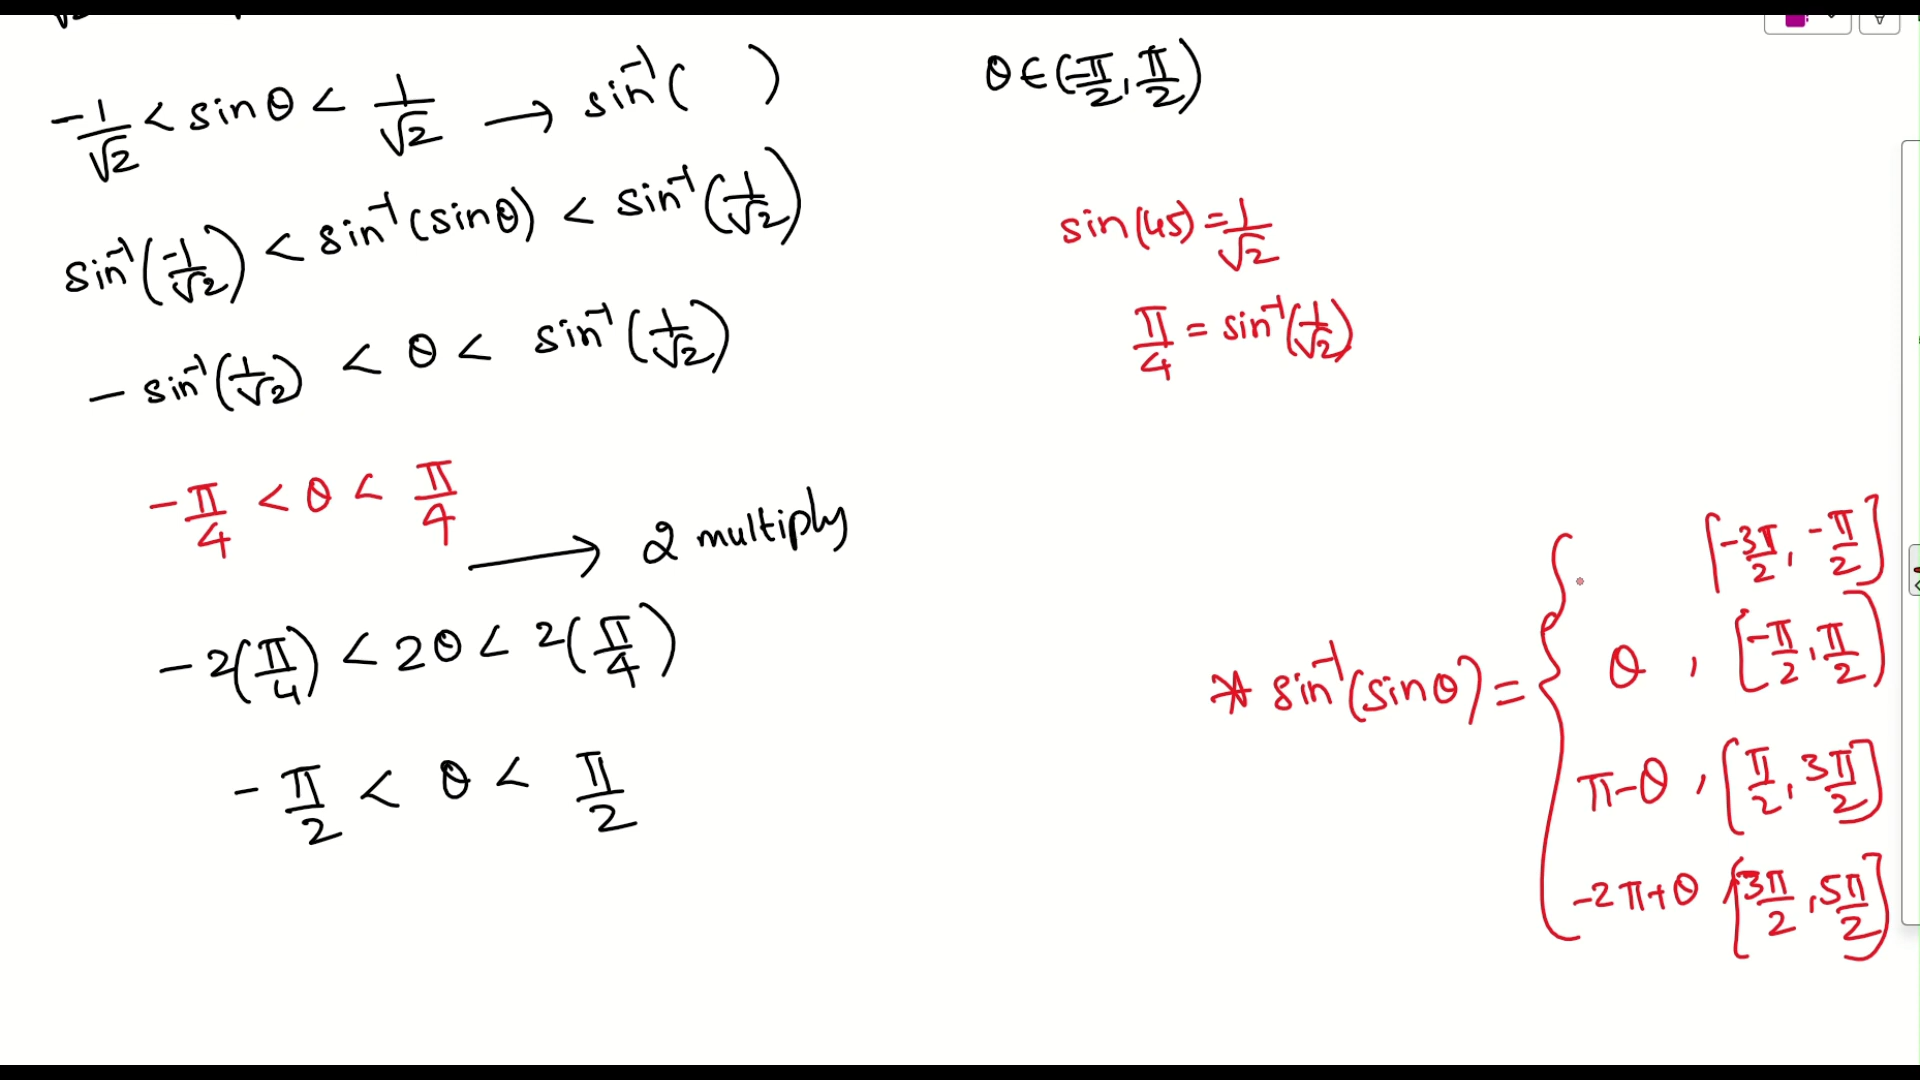 -1/√2 < sinθ < 1/√2 → sin⁻¹( )
θ ∈ (-π/2, π/2)
sin⁻¹(-1/√2) < sin⁻¹(sinθ) < sin⁻¹(1/√2)
sin(45) = 1/√2
- sin⁻¹(1/√2) < θ < sin⁻¹(1/√2)
π/4 = sin⁻¹(1/√2)
-π/4 < θ < π/4
→ 2 multiply
-2(π/4) < 2θ < 2(π/4)
-π/2 < θ < π/2
[-3π/2, -π/2]
* sin⁻¹(sinθ) = { θ, [-π/2, π/2]
π-θ, [π/2, 3π/2]
-2π+θ, [3π/2, 5π/2]